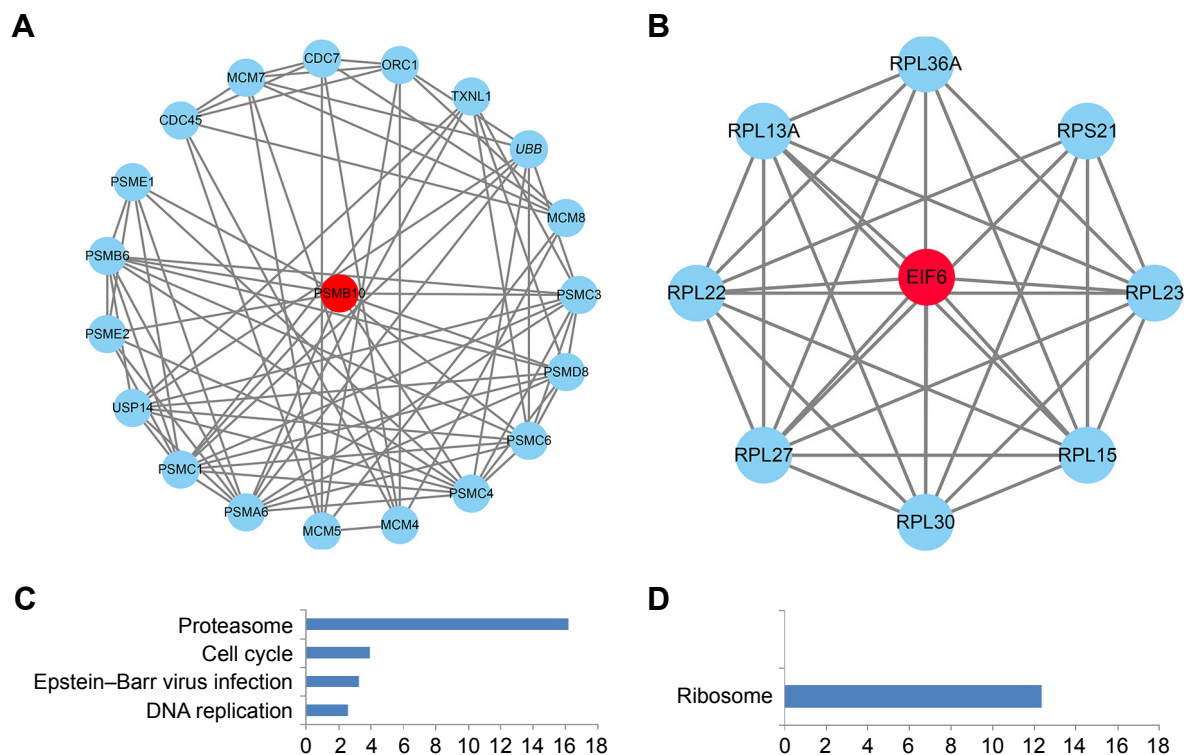 A
CDC7
ORC1
MCM7
TXNL1
CDC45
UBB
PSME1
MCM8
PSMB6
PSMB10
PSMC3
PSME2
PSMD8
USP14
PSMC6
PSMC1
PSMC4
PSMA6
MCM5
MCM4
B
RPL36A
RPL13A
RPS21
EIF6
RPL22
RPL23
RPL27
RPL15
RPL30
C
Proteasome
Cell cycle
Epstein–Barr virus infection
DNA replication
0 2 4 6 8 10 12 14 16 18
D
Ribosome
0 2 4 6 8 10 12 14 16 18